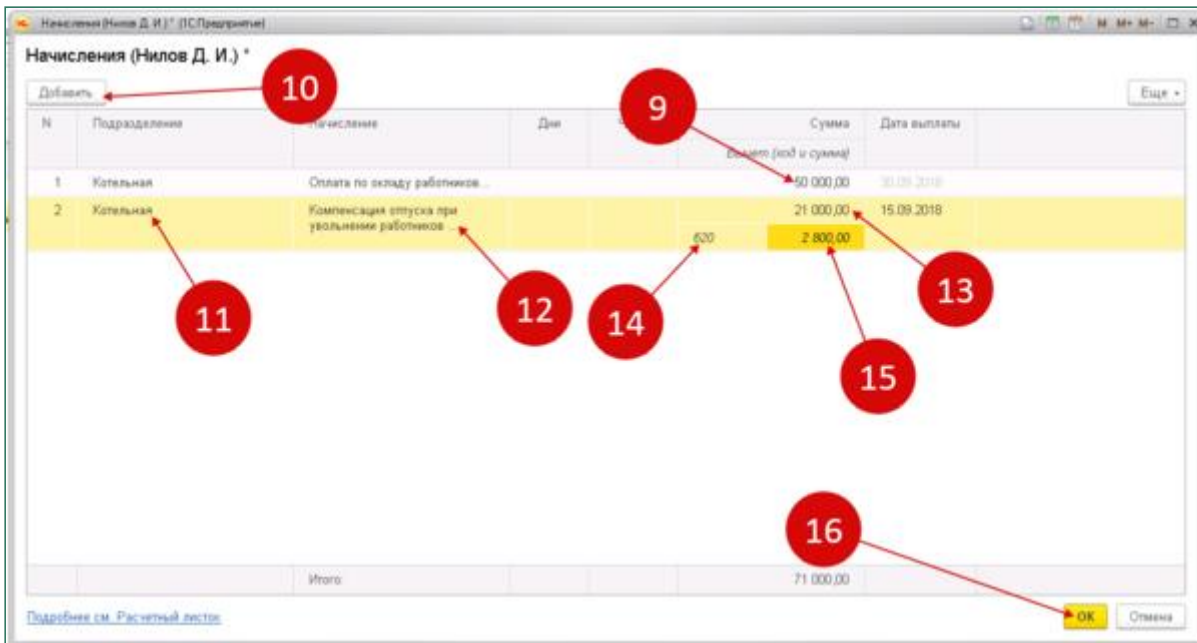 Начисления (Нилов Д. И.) * (1С:Предприятие)
M M+ M-
Начисления (Нилов Д. И.) *
10
Добавить
9
Еще
N Подразделение Начисление Дни Сумма Дата выплаты
Вычет (код и сумма)
1 Котельная Оплата по окладу работников... 50 000,00 30.09.2018
2 Котельная Компенсация отпуска при 21 000,00 15.09.2018
увольнении работников ... 620 2 800,00
11
12
14
13
15
16
Итого: 71 000,00
Подробнее см. Расчетный листок
ОК Отмена